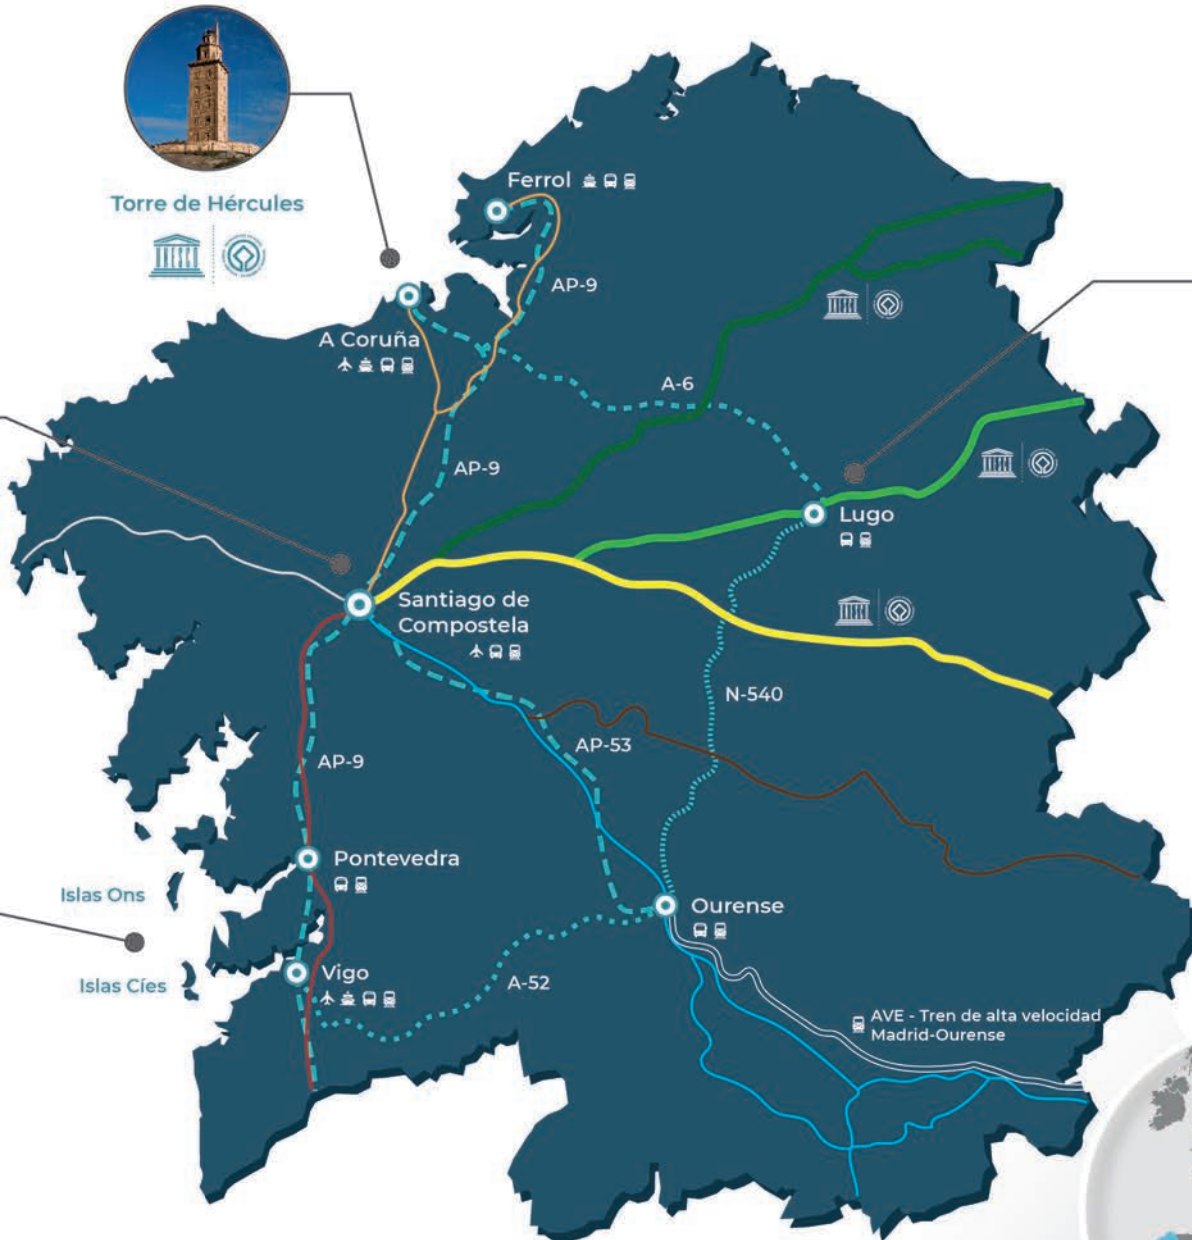 Torre de Hércules
Ferrol
AP-9
A Coruña
A-6
AP-9
Lugo
Santiago de
Compostela
N-540
AP-53
AP-9
Pontevedra
Islas Ons
Ourense
Islas Cíes
Vigo
A-52
AVE - Tren de alta velocidad
Madrid-Ourense